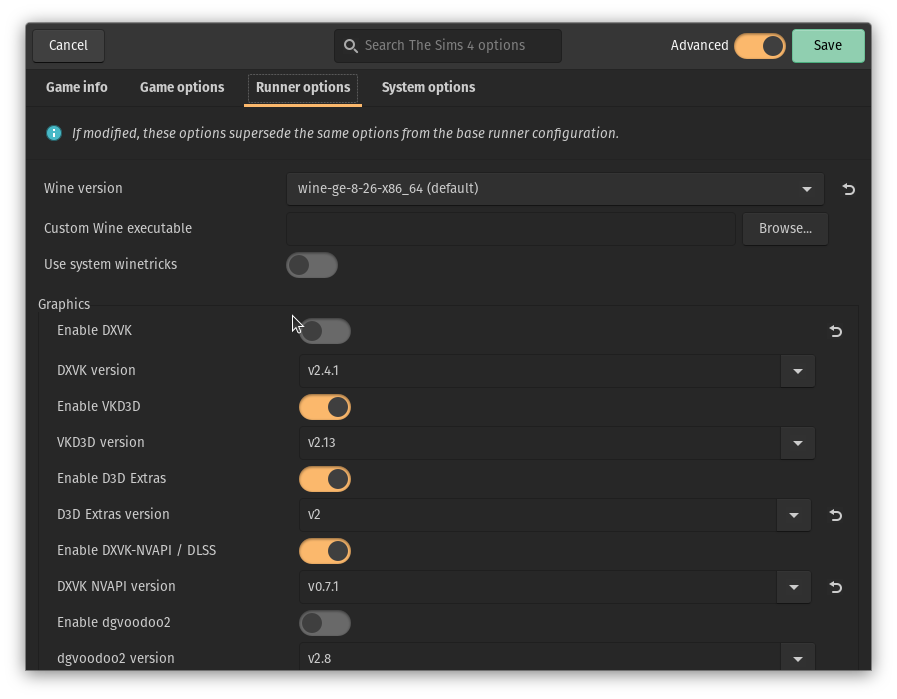 Cancel
Search The Sims 4 options
Advanced
Save
Game info Game options Runner options System options
If modified, these options supersede the same options from the base runner configuration.
Wine version wine-ge-8-26-x86_64 (default)
Custom Wine executable Browse...
Use system winetricks
Graphics
Enable DXVK
DXVK version v2.4.1
Enable VKD3D
VKD3D version v2.13
Enable D3D Extras
D3D Extras version v2
Enable DXVK-NVAPI / DLSS
DXVK NVAPI version v0.7.1
Enable dgvoodoo2
dgvoodoo2 version v2.8